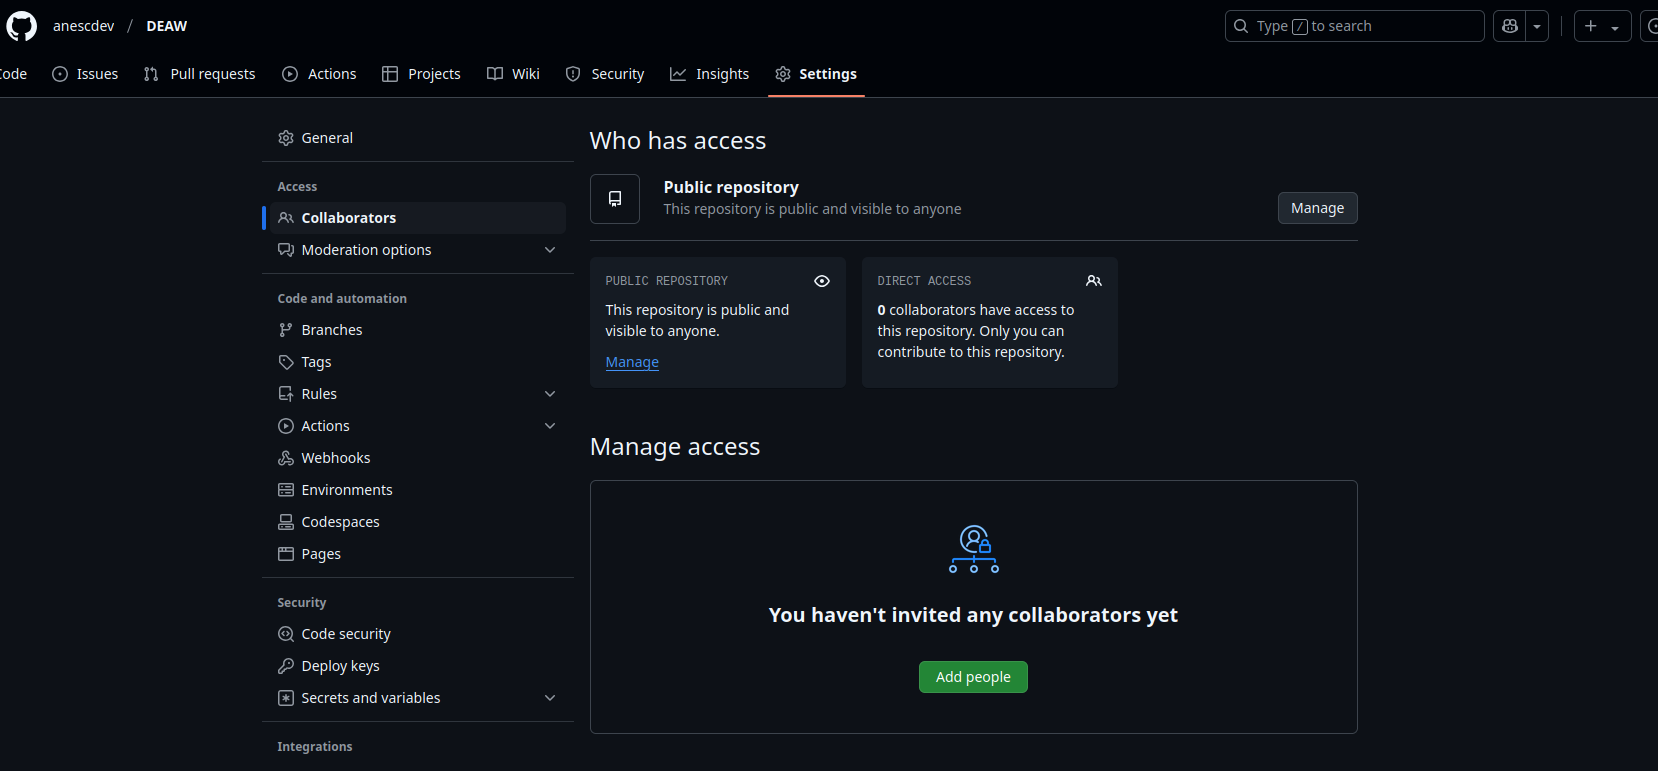 anescdev / DEAW
Type / to search
Code Issues Pull requests Actions Projects Wiki Security Insights Settings
General
Access
Collaborators
Moderation options
Code and automation
Branches
Tags
Rules
Actions
Webhooks
Environments
Codespaces
Pages
Security
Code security
Deploy keys
Secrets and variables
Integrations
Who has access
Public repository
This repository is public and visible to anyone
Manage
PUBLIC REPOSITORY
This repository is public and
visible to anyone.
Manage
DIRECT ACCESS
0 collaborators have access to
this repository. Only you can
contribute to this repository.
Manage access
You haven't invited any collaborators yet
Add people